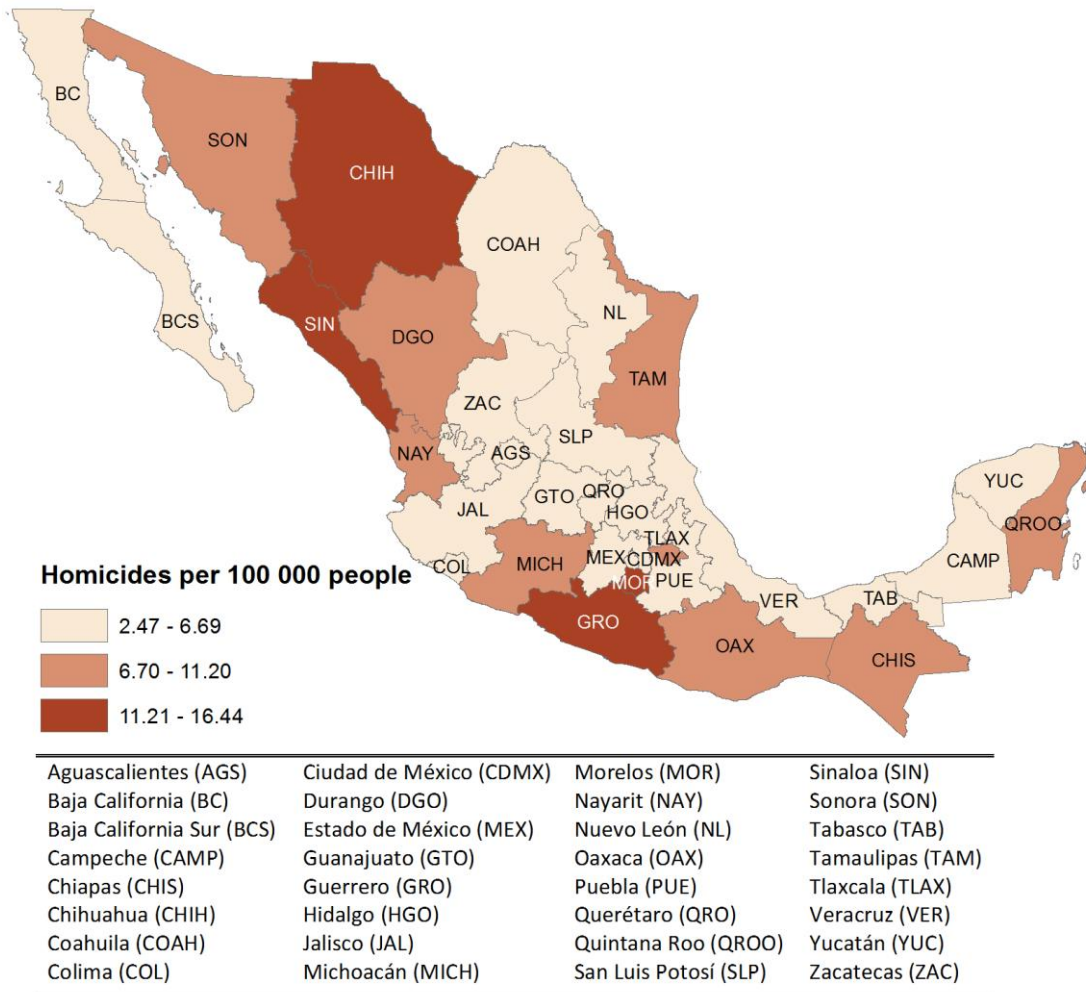 BC
SON
CHIH
COAH
BCS
SIN
DGO
NL
TAM
ZAC
SLP
NAY
AGS
YUC
GTO
QRO
JAL
HGO
QROO
TLAX
MEX
CDMX
CAMP
COL
MICH
MOR
PUE
VER
TAB
GRO
OAX
CHIS
Homicides per 100 000 people
2.47 - 6.69
6.70 - 11.20
11.21 - 16.44
Aguascalientes (AGS) Ciudad de México (CDMX) Morelos (MOR) Sinaloa (SIN)
Baja California (BC) Durango (DGO) Nayarit (NAY) Sonora (SON)
Baja California Sur (BCS) Estado de México (MEX) Nuevo León (NL) Tabasco (TAB)
Campeche (CAMP) Guanajuato (GTO) Oaxaca (OAX) Tamaulipas (TAM)
Chiapas (CHIS) Guerrero (GRO) Puebla (PUE) Tlaxcala (TLAX)
Chihuahua (CHIH) Hidalgo (HGO) Querétaro (QRO) Veracruz (VER)
Coahuila (COAH) Jalisco (JAL) Quintana Roo (QROO) Yucatán (YUC)
Colima (COL) Michoacán (MICH) San Luis Potosí (SLP) Zacatecas (ZAC)